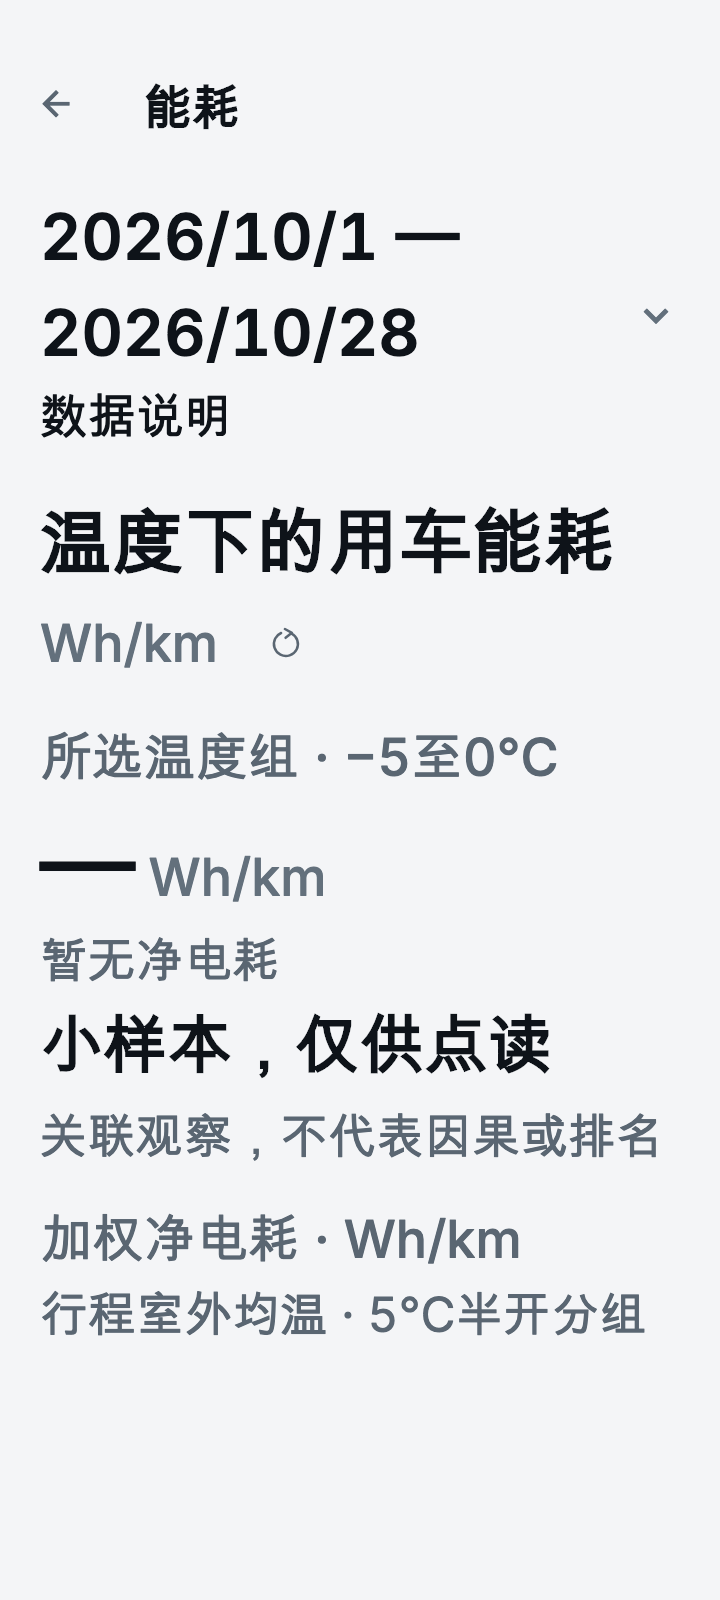 能耗
2026/10/1 —
2026/10/28
数据说明
温度下的用车能耗
Wh/km
所选温度组 · −5至0°C
— Wh/km
暂无净电耗
小样本，仅供点读
关联观察，不代表因果或排名
加权净电耗 · Wh/km
行程室外均温 · 5°C半开分组